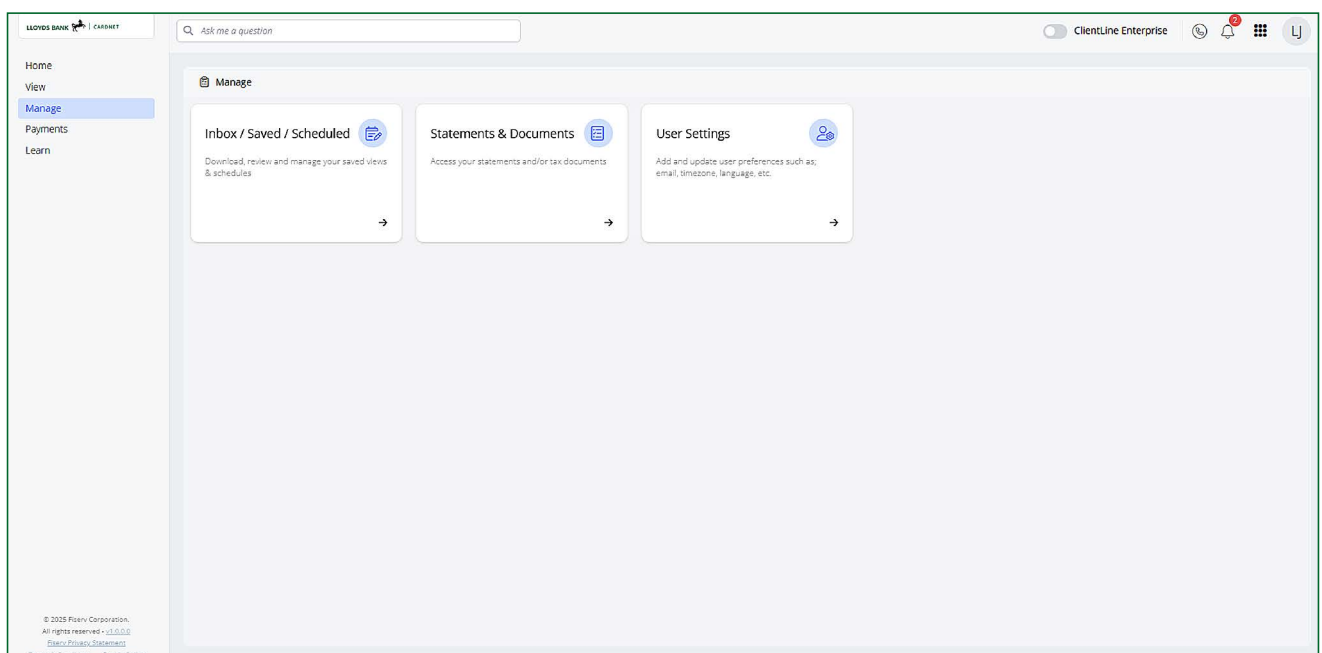 LLOYDS BANK | CARDNET
Ask me a question
ClientLine Enterprise
2
LJ
Home
View
Manage
Payments
Learn
Manage
Inbox / Saved / Scheduled
Download, review and manage your saved views
& schedules
Statements & Documents
Access your statements and/or tax documents
User Settings
Add and update user preferences such as;
email, timezone, language, etc.
© 2025 Fiserv Corporation.
All rights reserved - v1.0.0.0
Fiserv Privacy Statement